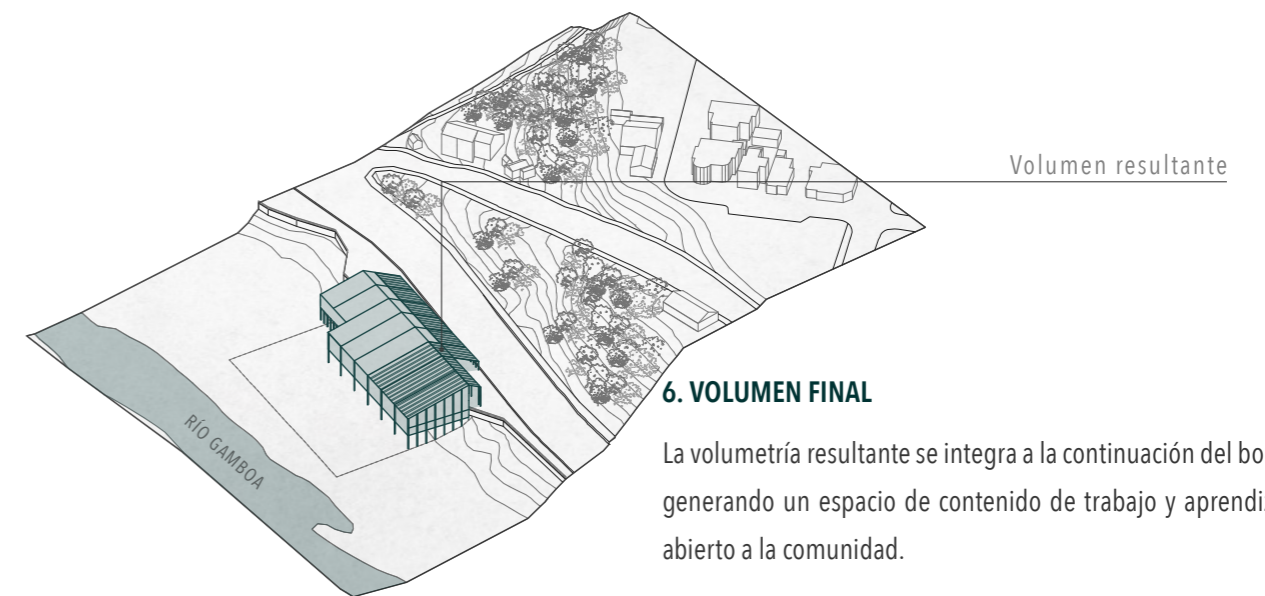 Volumen resultante
RÍO GAMBOA
6. VOLUMEN FINAL
La volumetría resultante se integra a la continuación del
generando un espacio de contenido de trabajo y
abierto a la comunidad.